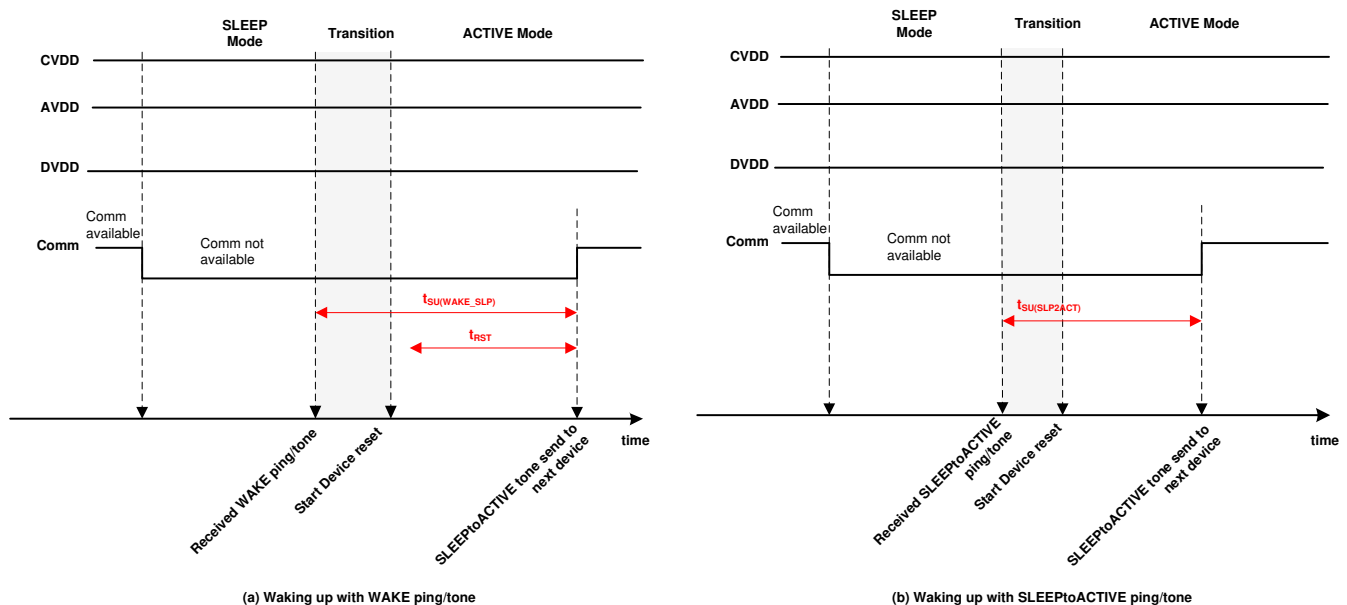 SLEEP
Mode
Transition
ACTIVE Mode
CVDD
AVDD
DVDD
Comm
available
Comm
Comm not
available
tSU(WAKE_SLP)
tRST
time
Received WAKE ping/tone
Start Device reset
SLEEPtoACTIVE tone send to
next device
(a) Waking up with WAKE ping/tone
SLEEP
Mode
Transition
ACTIVE Mode
CVDD
AVDD
DVDD
Comm
available
Comm
Comm not
available
tSU(SLP2ACT)
time
Received SLEEPtoACTIVE
ping/tone
Start Device reset
SLEEPtoACTIVE tone send to
next device
(b) Waking up with SLEEPtoACTIVE ping/tone